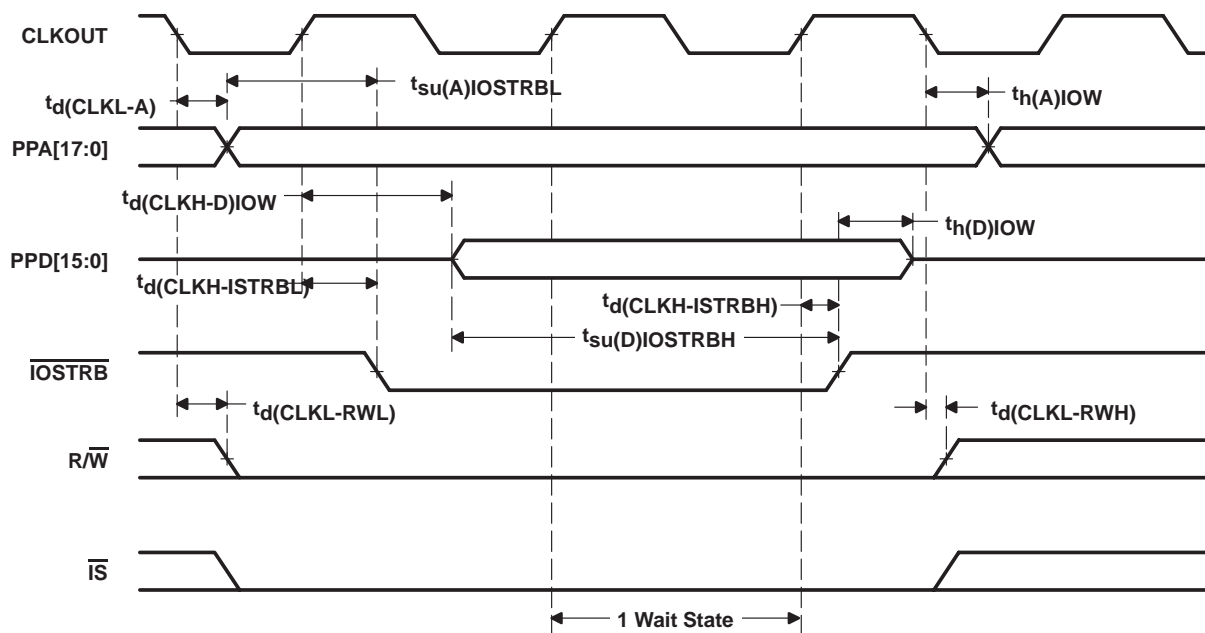 CLKOUT
tsu(A)IOSTRBL
td(CLKL-A)
th(A)IOW
PPA[17:0]
td(CLKH-D)IOW
th(D)IOW
PPD[15:0]
td(CLKH-ISTRBL)
td(CLKH-ISTRBH)
tsu(D)IOSTRBH
IOSTRB
td(CLKL-RWL)
td(CLKL-RWH)
R/W
IS
1 Wait State